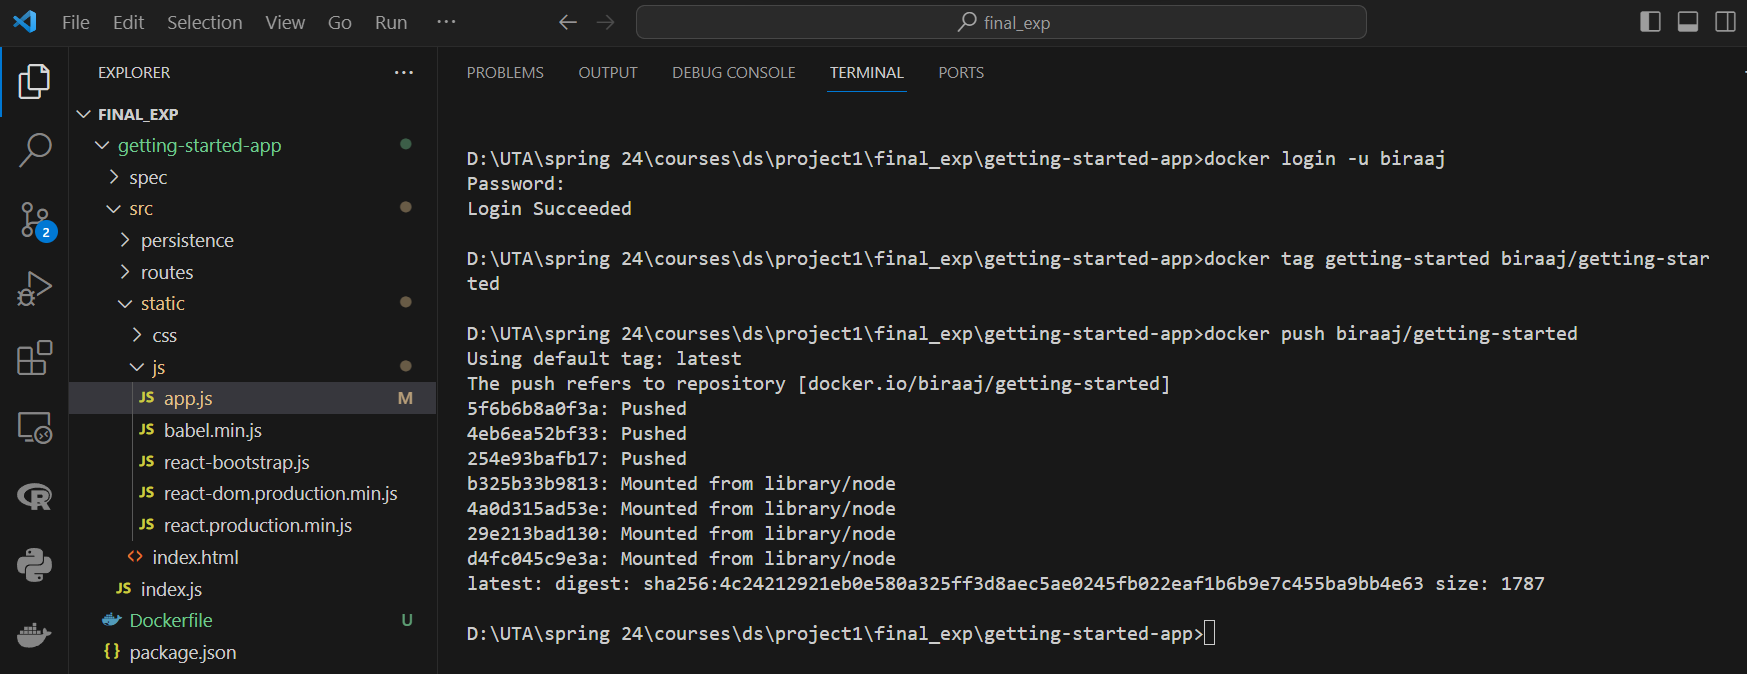 File Edit Selection View Go Run ··· final_exp
EXPLORER ···
FINAL_EXP
getting-started-app
spec
src
persistence
routes
static
css
js
JS app.js M
JS babel.min.js
JS react-bootstrap.js
JS react-dom.production.min.js
JS react.production.min.js
<> index.html
JS index.js
Dockerfile U
{} package.json
2
PROBLEMS OUTPUT DEBUG CONSOLE TERMINAL PORTS
D:\UTA\spring 24\courses\ds\project1\final_exp\getting-started-app>docker login -u biraaj
Password:
Login Succeeded
D:\UTA\spring 24\courses\ds\project1\final_exp\getting-started-app>docker tag getting-started biraaj/getting-star
ted
D:\UTA\spring 24\courses\ds\project1\final_exp\getting-started-app>docker push biraaj/getting-started
Using default tag: latest
The push refers to repository [docker.io/biraaj/getting-started]
5f6b6b8a0f3a: Pushed
4eb6ea52bf33: Pushed
254e93bafb17: Pushed
b325b33b9813: Mounted from library/node
4a0d315ad53e: Mounted from library/node
29e213bad130: Mounted from library/node
d4fc045c9e3a: Mounted from library/node
latest: digest: sha256:4c24212921eb0e580a325ff3d8aec5ae0245fb022eaf1b6b9e7c455ba9bb4e63 size: 1787
D:\UTA\spring 24\courses\ds\project1\final_exp\getting-started-app>